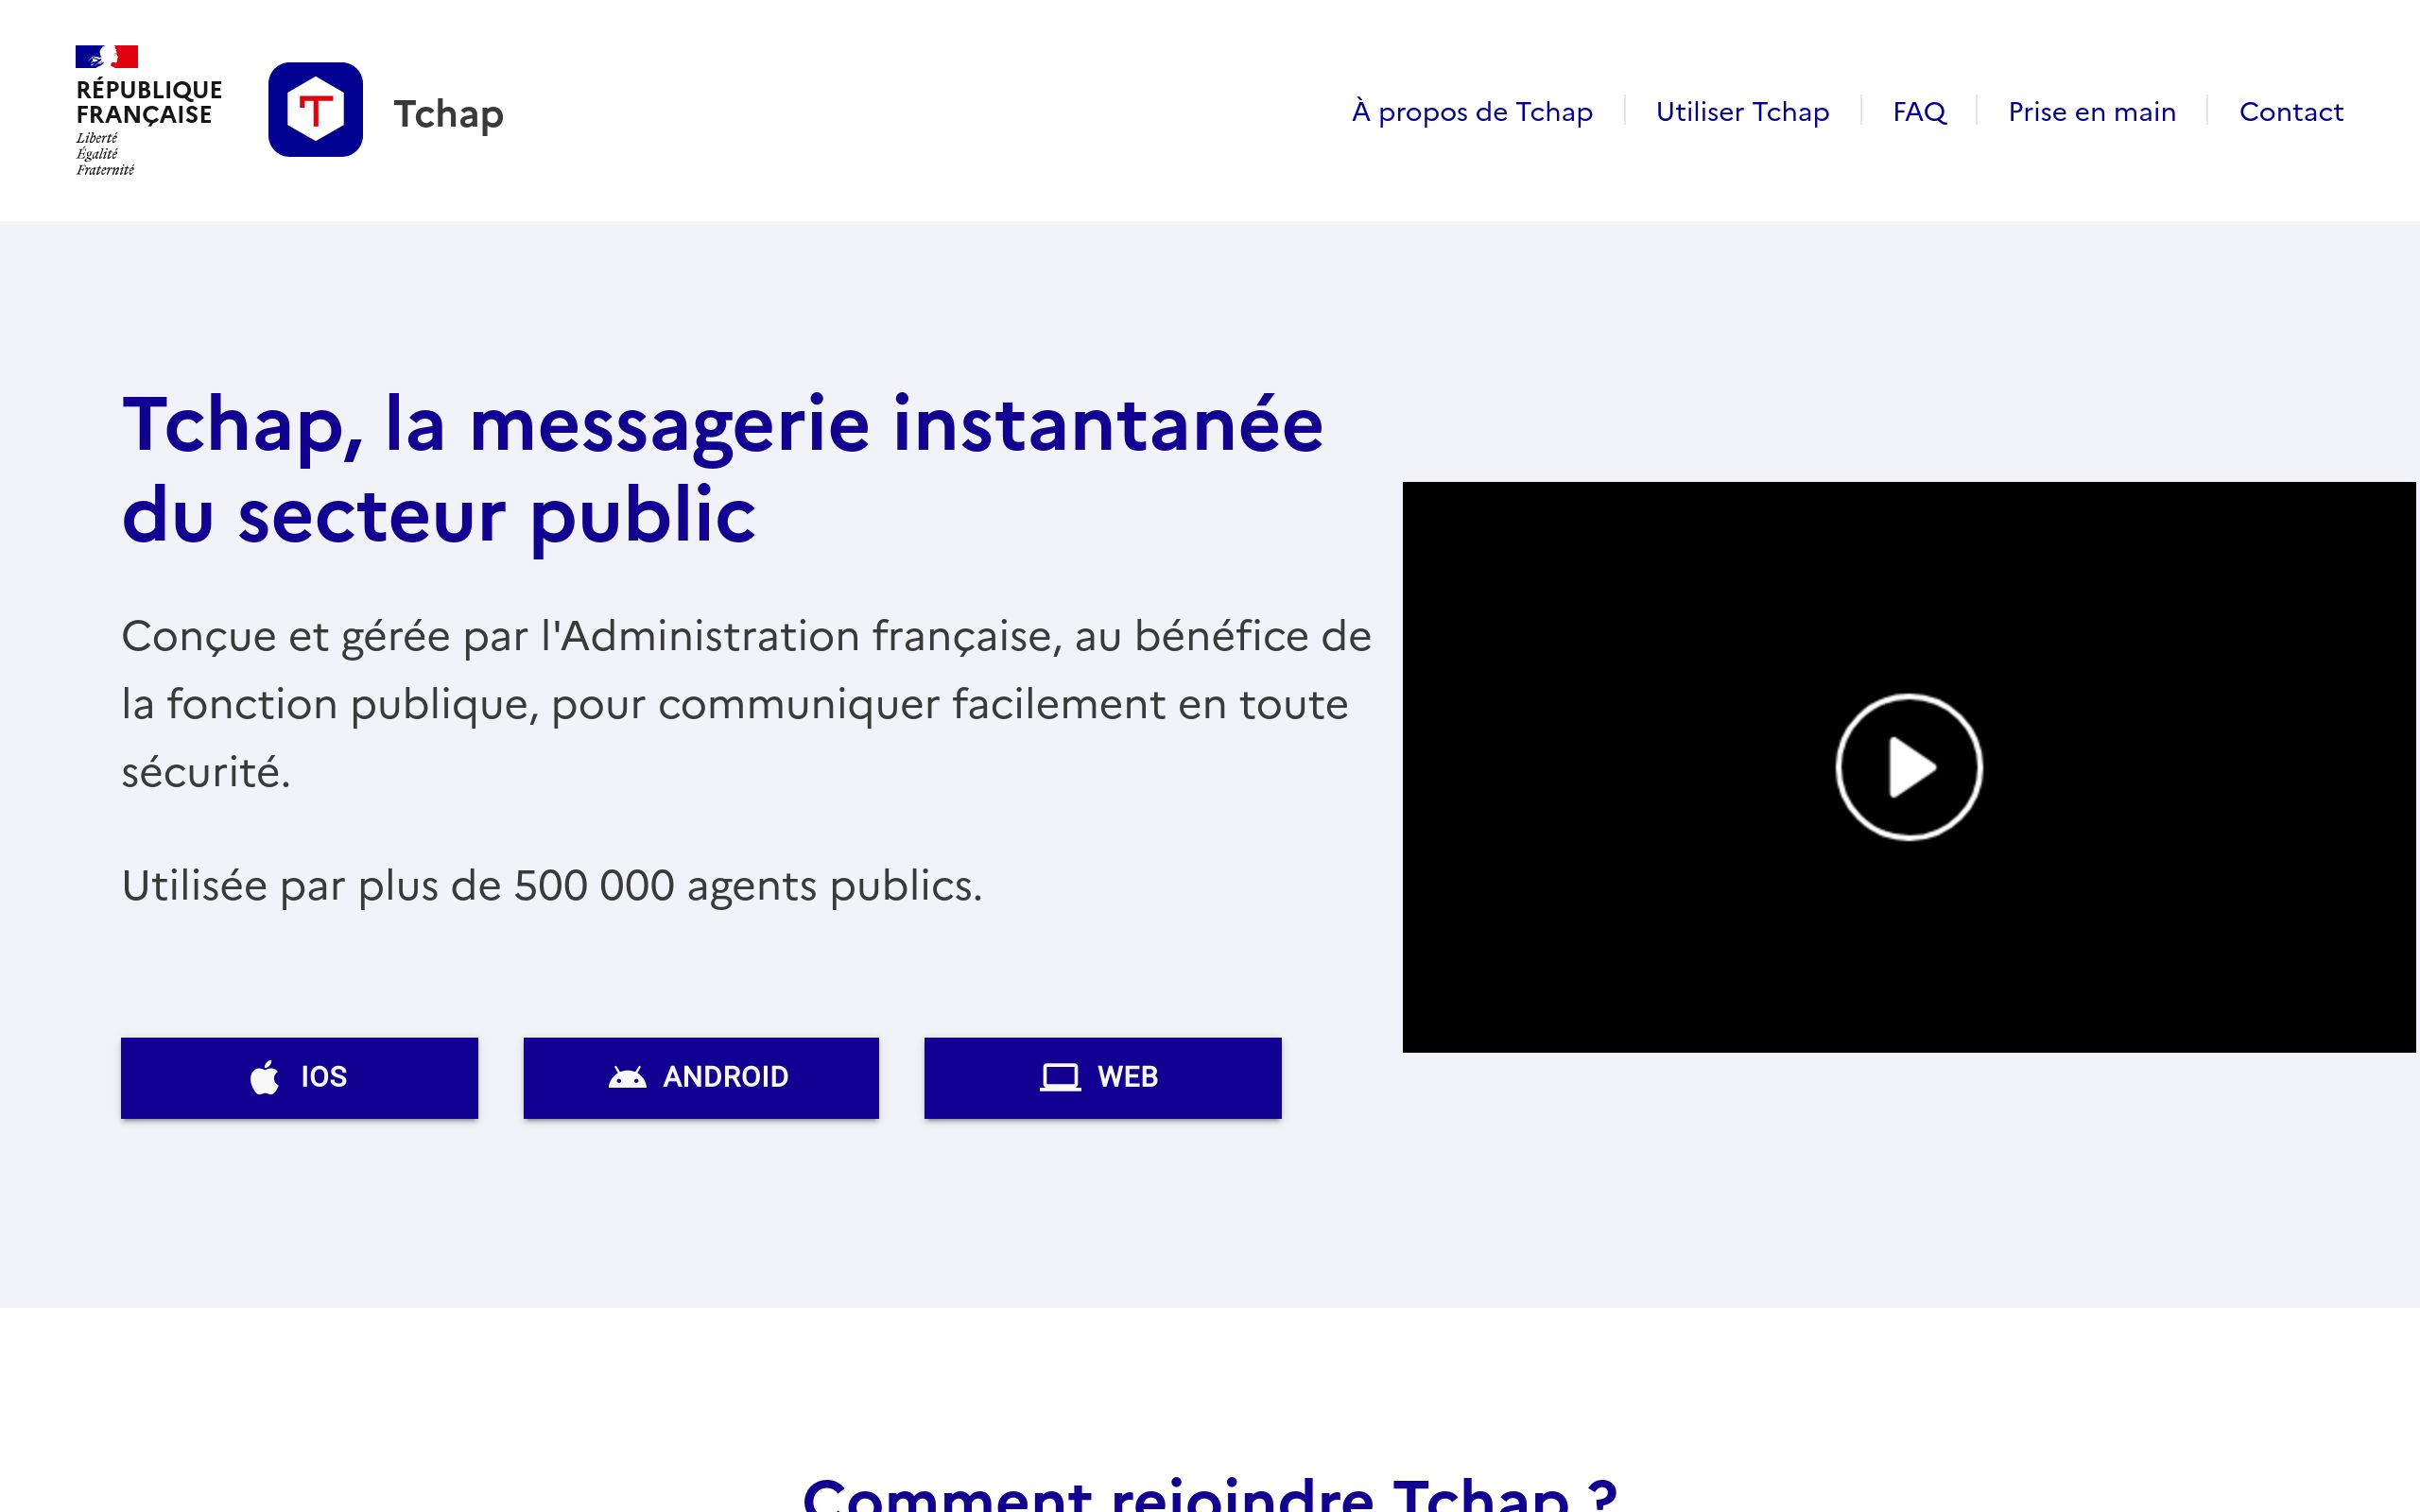 RÉPUBLIQUE
FRANÇAISE
Liberté
Égalité
Fraternité
Tchap
À propos de Tchap
Utiliser Tchap
FAQ
Prise en main
Contact
Tchap, la messagerie instantanée
du secteur public
Conçue et gérée par l'Administration française, au bénéfice de
la fonction publique, pour communiquer facilement en toute
sécurité.
Utilisée par plus de 500 000 agents publics.
IOS
ANDROID
WEB
Comment rejoindre Tchap ?